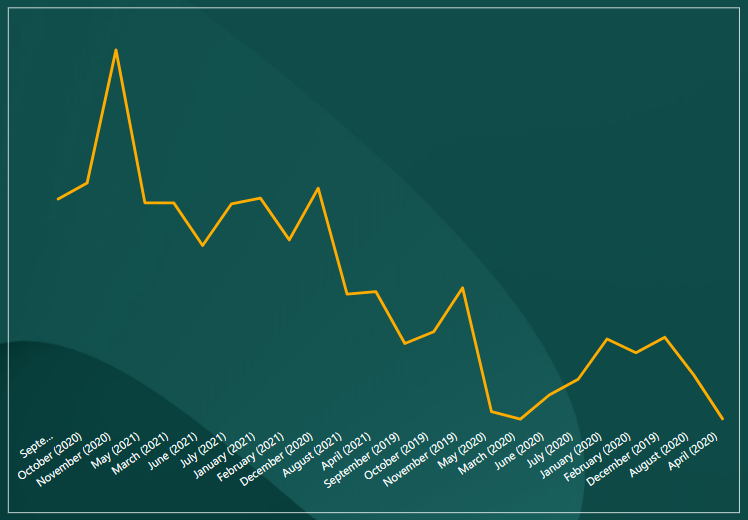 Septe...
October (2020)
November (2020)
May (2021)
March (2021)
June (2021)
July (2021)
January (2021)
February (2021)
December (2020)
August (2021)
April (2021)
September (2019)
October (2019)
November (2019)
May (2020)
March (2020)
June (2020)
July (2020)
January (2020)
February (2020)
December (2019)
August (2020)
April (2020)